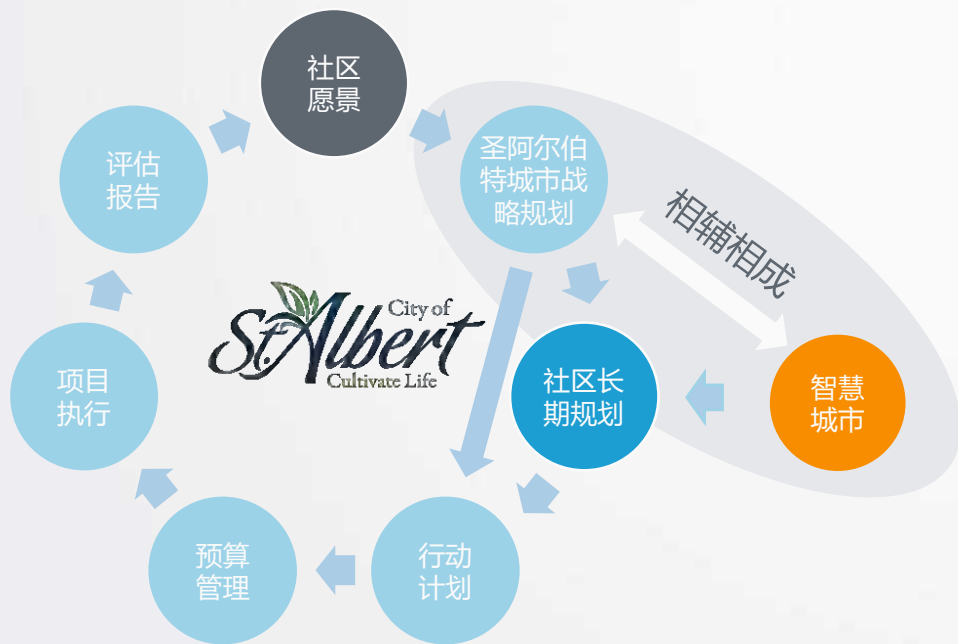 社区
愿景
圣阿尔伯
特城市战
略规划
相辅相成
智慧
城市
社区长
期规划
行动
计划
预算
管理
项目
执行
评估
报告
City of
St. Albert
Cultivate Life